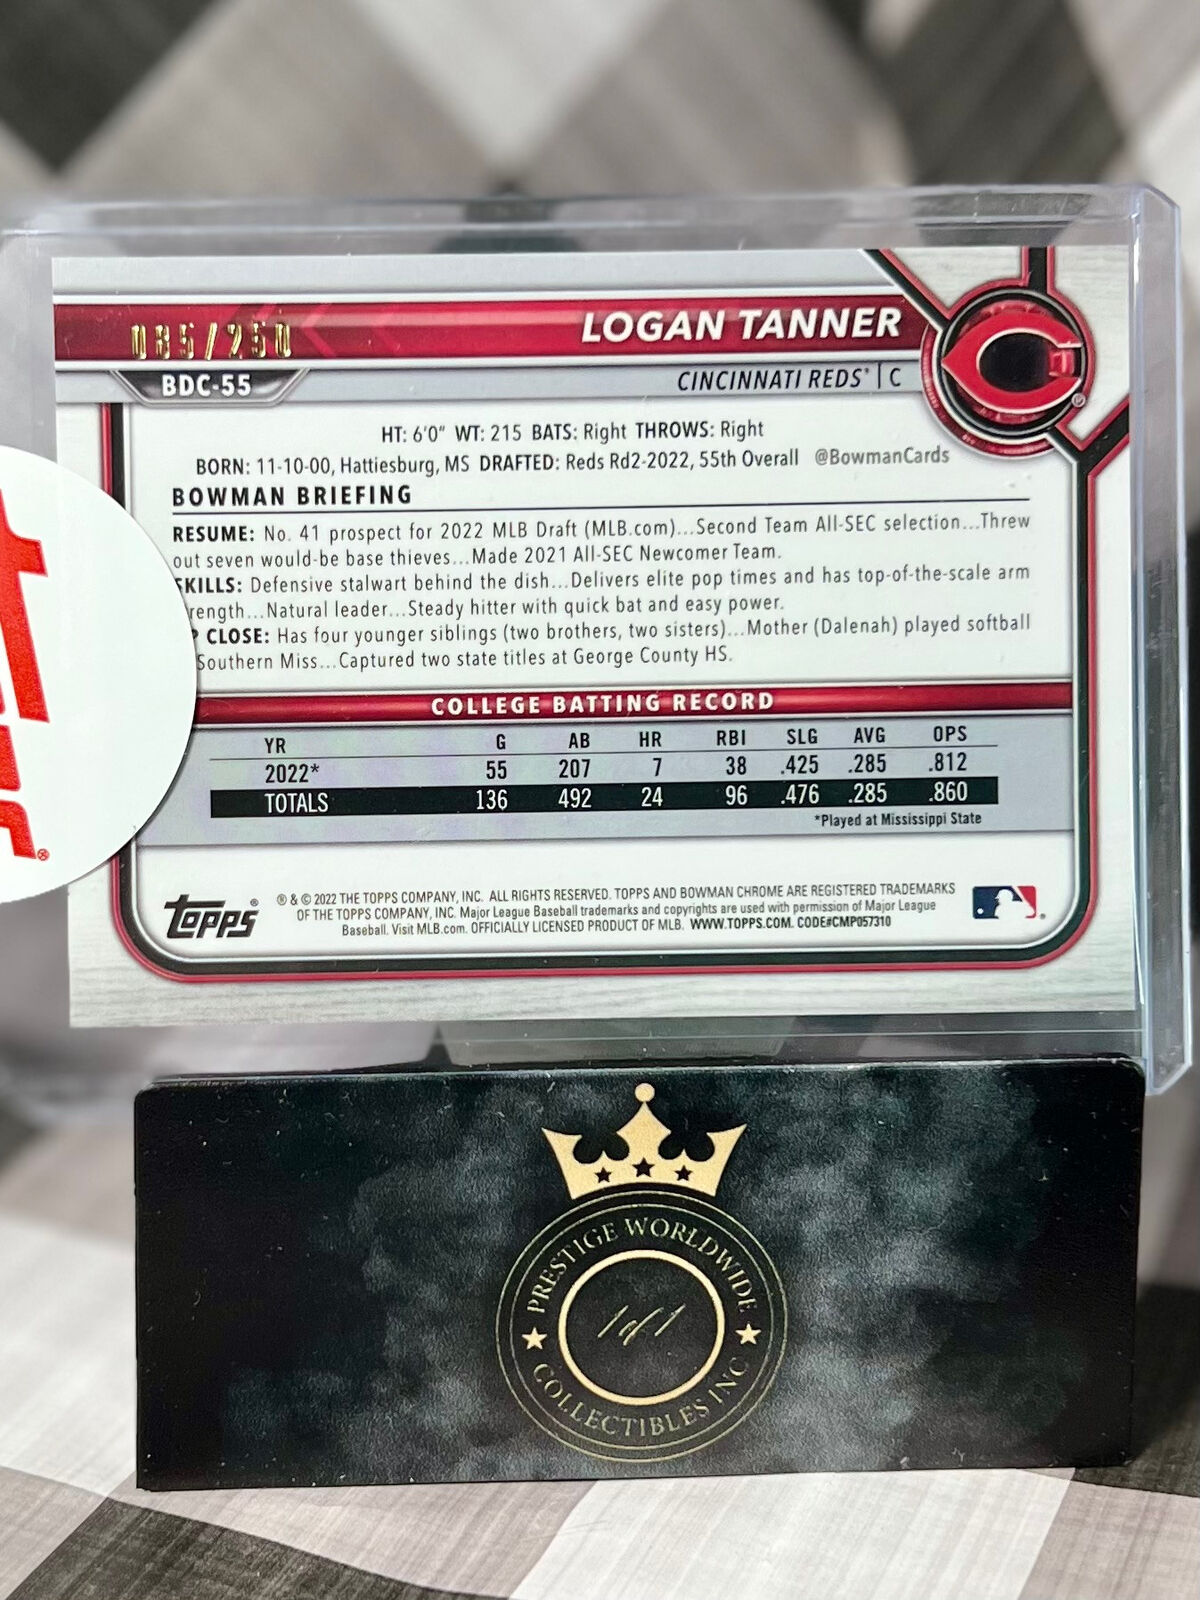 085/250
LOGAN TANNER
BDC-55
CINCINNATI REDS® | C
HT: 6'0" WT: 215 BATS: Right THROWS: Right
BORN: 11-10-00, Hattiesburg, MS DRAFTED: Reds Rd2-2022, 55th Overall @BowmanCards
BOWMAN BRIEFING
RESUME: No. 41 prospect for 2022 MLB Draft (MLB.com)...Second Team All-SEC selection...Threw
out seven would-be base thieves...Made 2021 All-SEC Newcomer Team.
SKILLS: Defensive stalwart behind the dish...Delivers elite pop times and has top-of-the-scale arm
rength...Natural leader...Steady hitter with quick bat and easy power.
P CLOSE: Has four younger siblings (two brothers, two sisters)...Mother (Dalenah) played softball
Southern Miss...Captured two state titles at George County HS.
COLLEGE BATTING RECORD
YR G AB HR RBI SLG AVG OPS
2022* 55 207 7 38 .425 .285 .812
TOTALS 136 492 24 96 .476 .285 .860
*Played at Mississippi State
Topps®
® & © 2022 THE TOPPS COMPANY, INC. ALL RIGHTS RESERVED. TOPPS AND BOWMAN CHROME ARE REGISTERED TRADEMARKS
OF THE TOPPS COMPANY, INC. Major League Baseball trademarks and copyrights are used with permission of Major League
Baseball. Visit MLB.com. OFFICIALLY LICENSED PRODUCT OF MLB. WWW.TOPPS.COM. CODE#CMP057310
PRESTIGE WORLDWIDE
1 of 1
COLLECTIBLES INC